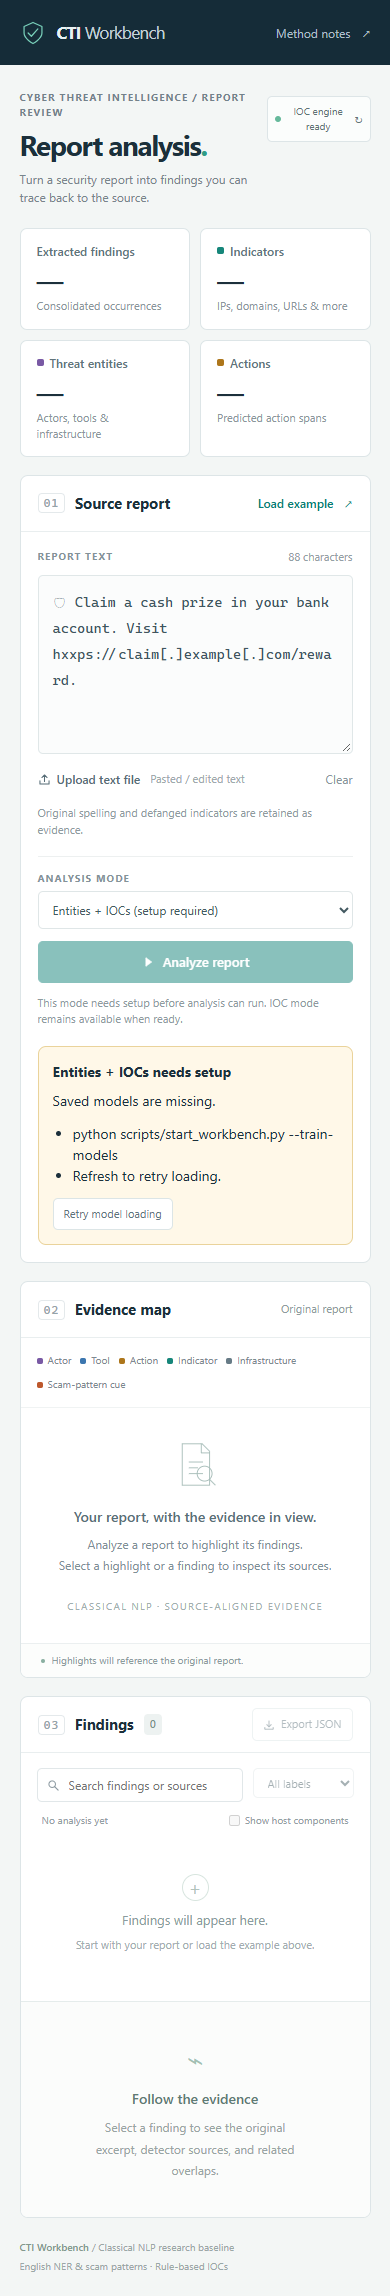 CTI Workbench
Method notes ↗
CYBER THREAT INTELLIGENCE / REPORT
REVIEW
IOC engine
ready
↻
Report analysis.
Turn a security report into findings you can
trace back to the source.
Extracted findings
—
Consolidated occurrences
Indicators
—
IPs, domains, URLs & more
Threat entities
—
Actors, tools &
infrastructure
Actions
—
Predicted action spans
01 Source report
Load example ↗
REPORT TEXT
88 characters
🛡 Claim a cash prize in your bank
account. Visit
hxxps://claim[.]example[.]com/rewa
rd.
Upload text file
Pasted / edited text
Clear
Original spelling and defanged indicators are retained as
evidence.
ANALYSIS MODE
Entities + IOCs (setup required)
Analyze report
This mode needs setup before analysis can run. IOC mode
remains available when ready.
Entities + IOCs needs setup
Saved models are missing.
• python scripts/start_workbench.py --train-
models
• Refresh to retry loading.
Retry model loading
02 Evidence map
Original report
Actor Tool Action Indicator Infrastructure
Scam-pattern cue
Your report, with the evidence in view.
Analyze a report to highlight its findings.
Select a highlight or a finding to inspect its sources.
CLASSICAL NLP · SOURCE-ALIGNED EVIDENCE
Highlights will reference the original report.
03 Findings 0
Export JSON
Search findings or sources
All labels
No analysis yet
Show host components
Findings will appear here.
Start with your report or load the example above.
Follow the evidence
Select a finding to see the original
excerpt, detector sources, and related
overlaps.
CTI Workbench / Classical NLP research baseline
English NER & scam patterns · Rule-based IOCs